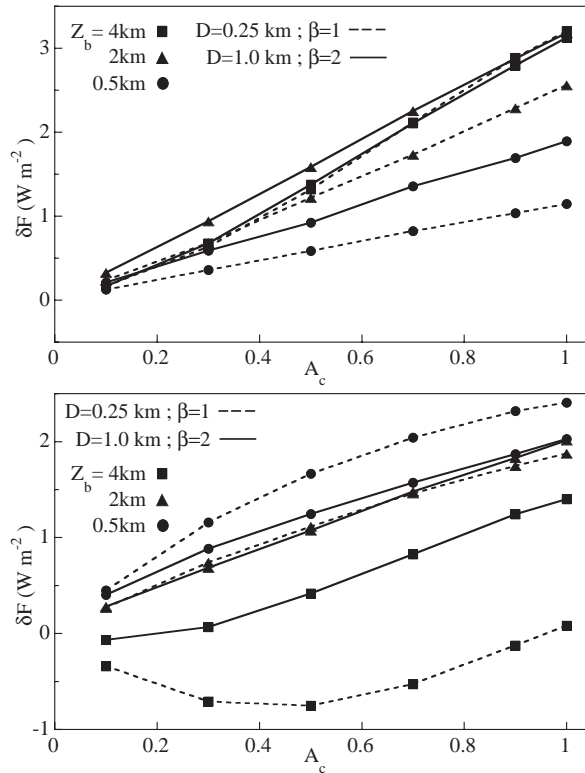 Z_b = 4km D=0.25 km ; β=1
2km D=1.0 km ; β=2
0.5km
3
2
1
0
δF (W m⁻²)
0 0.2 0.4 0.6 0.8 1
A_c
D=0.25 km ; β=1
D=1.0 km ; β=2
Z_b = 4km
2km
0.5km
2
1
0
-1
δF (W m⁻²)
0 0.2 0.4 0.6 0.8 1
A_c